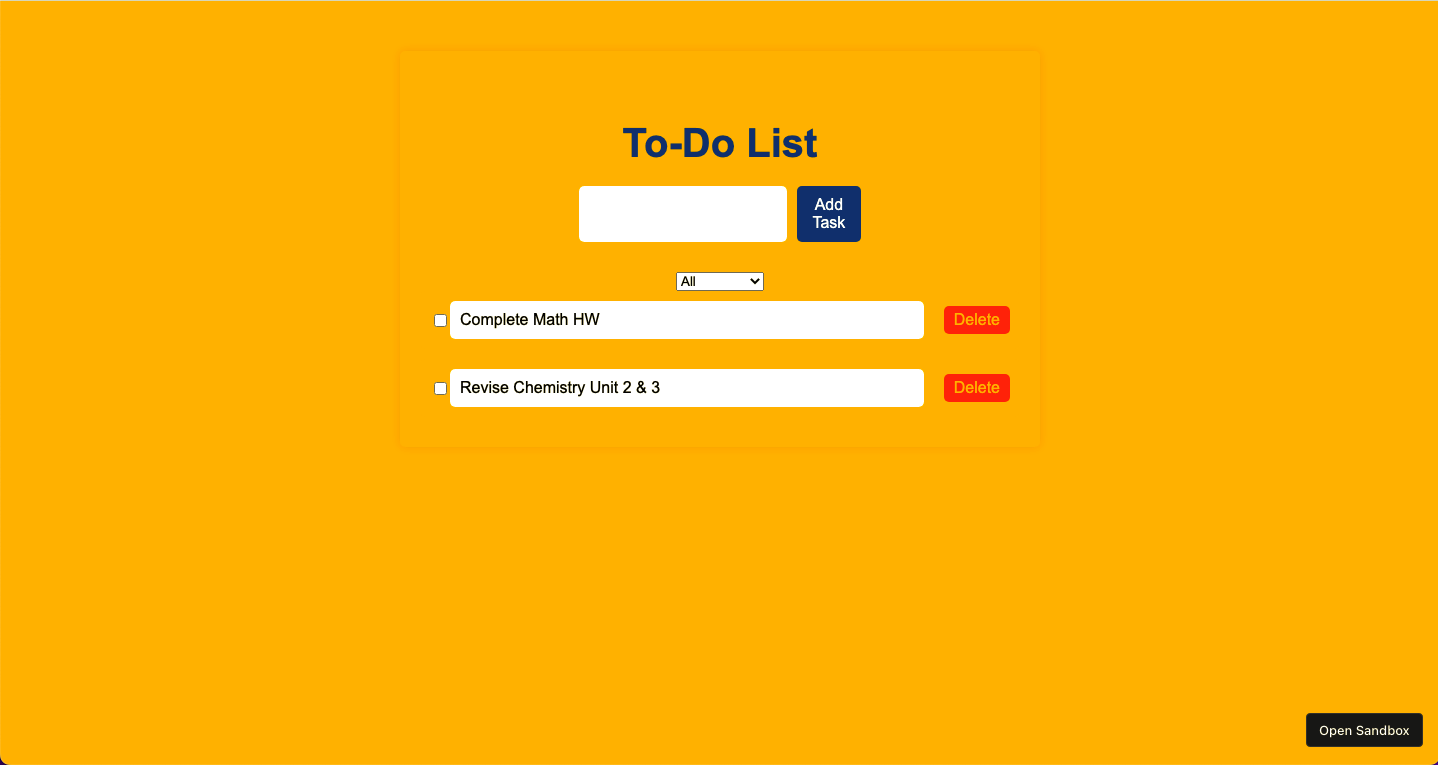 To-Do List
Add
Task
All
Complete Math HW
Delete
Revise Chemistry Unit 2 & 3
Delete
Open Sandbox